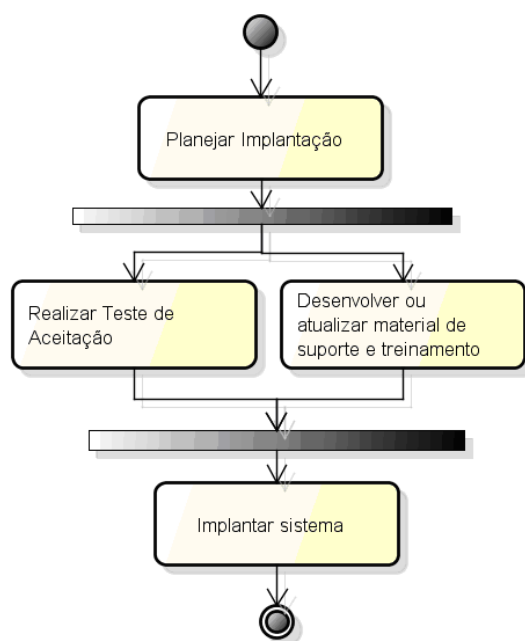 Planejar Implantação
Realizar Teste de
Aceitação
Desenvolver ou
atualizar material de
suporte e treinamento
Implantar sistema